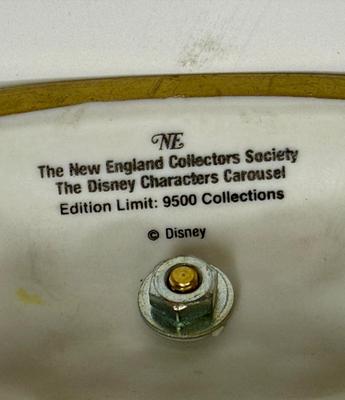 NE
The New England Collectors Society
The Disney Characters Carousel
Edition Limit: 9500 Collections
© Disney